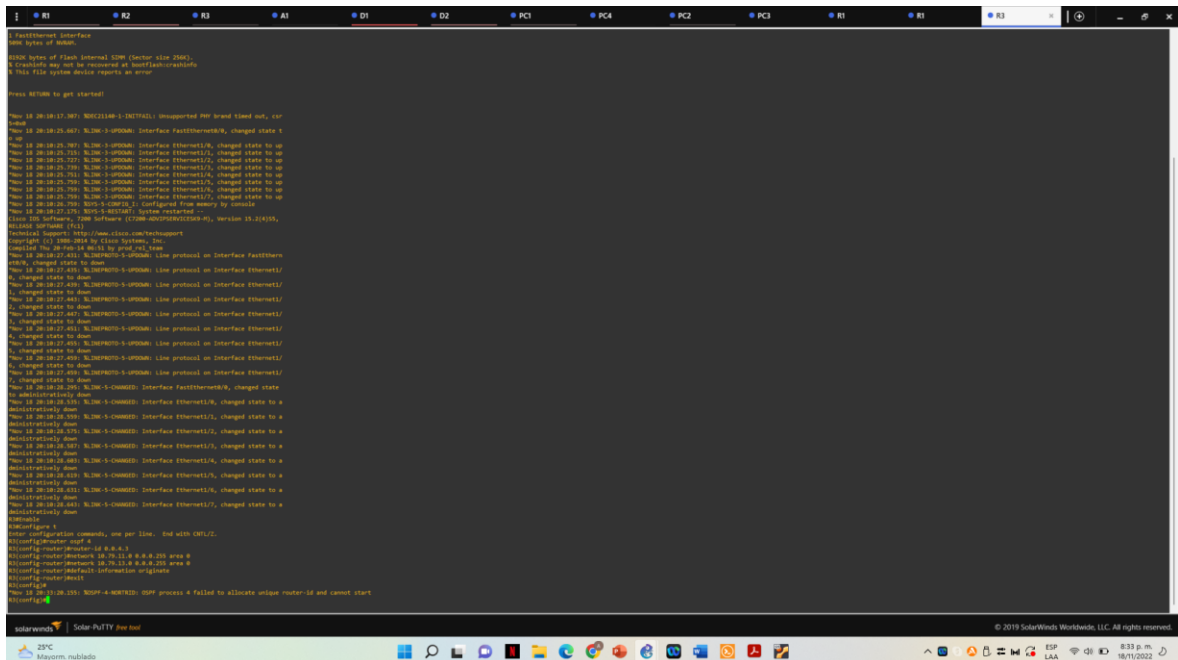 R1 R2 R3 A1 D1 D2 PC1 PC4 PC2 PC3 R1 R1 R3
1 FastEthernet interface
509K bytes of NVRAM.
8192K bytes of Flash internal SIMM (Sector size 256K).
% Crashinfo may not be recovered at bootflash:crashinfo
% This file system device reports an error
Press RETURN to get started!
*Nov 18 20:10:17.387: %DEC21140-1-INITFAIL: Unsupported PHY brand timed out, csr
5=0x0
*Nov 18 20:10:25.667: %LINK-3-UPDOWN: Interface FastEthernet0/0, changed state t
o up
*Nov 18 20:10:25.707: %LINK-3-UPDOWN: Interface Ethernet1/0, changed state to up
*Nov 18 20:10:25.715: %LINK-3-UPDOWN: Interface Ethernet1/1, changed state to up
*Nov 18 20:10:25.727: %LINK-3-UPDOWN: Interface Ethernet1/2, changed state to up
*Nov 18 20:10:25.739: %LINK-3-UPDOWN: Interface Ethernet1/3, changed state to up
*Nov 18 20:10:25.751: %LINK-3-UPDOWN: Interface Ethernet1/4, changed state to up
*Nov 18 20:10:25.759: %LINK-3-UPDOWN: Interface Ethernet1/5, changed state to up
*Nov 18 20:10:25.759: %LINK-3-UPDOWN: Interface Ethernet1/6, changed state to up
*Nov 18 20:10:25.759: %LINK-3-UPDOWN: Interface Ethernet1/7, changed state to up
*Nov 18 20:10:26.759: %SYS-5-CONFIG_I: Configured from memory by console
*Nov 18 20:10:27.175: %SYS-5-RESTART: System restarted --
Cisco IOS Software, 7200 Software (C7200-ADVIPSERVICESK9-M), Version 15.2(4)S5,
RELEASE SOFTWARE (fc1)
Technical Support: http://www.cisco.com/techsupport
Copyright (c) 1986-2014 by Cisco Systems, Inc.
Compiled Thu 20-Feb-14 06:51 by prod_rel_team
*Nov 18 20:10:27.431: %LINEPROTO-5-UPDOWN: Line protocol on Interface FastEthern
et0/0, changed state to down
*Nov 18 20:10:27.435: %LINEPROTO-5-UPDOWN: Line protocol on Interface Ethernet1/
0, changed state to down
*Nov 18 20:10:27.439: %LINEPROTO-5-UPDOWN: Line protocol on Interface Ethernet1/
1, changed state to down
*Nov 18 20:10:27.443: %LINEPROTO-5-UPDOWN: Line protocol on Interface Ethernet1/
2, changed state to down
*Nov 18 20:10:27.447: %LINEPROTO-5-UPDOWN: Line protocol on Interface Ethernet1/
3, changed state to down
*Nov 18 20:10:27.451: %LINEPROTO-5-UPDOWN: Line protocol on Interface Ethernet1/
4, changed state to down
*Nov 18 20:10:27.455: %LINEPROTO-5-UPDOWN: Line protocol on Interface Ethernet1/
5, changed state to down
*Nov 18 20:10:27.459: %LINEPROTO-5-UPDOWN: Line protocol on Interface Ethernet1/
6, changed state to down
*Nov 18 20:10:27.459: %LINEPROTO-5-UPDOWN: Line protocol on Interface Ethernet1/
7, changed state to down
*Nov 18 20:10:28.295: %LINK-5-CHANGED: Interface FastEthernet0/0, changed state
to administratively down
*Nov 18 20:10:28.535: %LINK-5-CHANGED: Interface Ethernet1/0, changed state to a
dministratively down
*Nov 18 20:10:28.559: %LINK-5-CHANGED: Interface Ethernet1/1, changed state to a
dministratively down
*Nov 18 20:10:28.575: %LINK-5-CHANGED: Interface Ethernet1/2, changed state to a
dministratively down
*Nov 18 20:10:28.587: %LINK-5-CHANGED: Interface Ethernet1/3, changed state to a
dministratively down
*Nov 18 20:10:28.603: %LINK-5-CHANGED: Interface Ethernet1/4, changed state to a
dministratively down
*Nov 18 20:10:28.619: %LINK-5-CHANGED: Interface Ethernet1/5, changed state to a
dministratively down
*Nov 18 20:10:28.631: %LINK-5-CHANGED: Interface Ethernet1/6, changed state to a
dministratively down
*Nov 18 20:10:28.643: %LINK-5-CHANGED: Interface Ethernet1/7, changed state to a
dministratively down
R3#Enable
R3#Configure t
Enter configuration commands, one per line. End with CNTL/Z.
R3(config)#router ospf 4
R3(config-router)#router-id 0.0.4.3
R3(config-router)#network 10.79.11.0 0.0.0.255 area 0
R3(config-router)#network 10.79.13.0 0.0.0.255 area 0
R3(config-router)#default-information originate
R3(config-router)#exit
R3(config)#
*Nov 18 20:33:20.155: %OSPF-4-NORTRID: OSPF process 4 failed to allocate unique router-id and cannot start
R3(config)#
solarwinds Solar-PuTTY free tool © 2019 SolarWinds Worldwide, LLC. All rights reserved.
25°C
Mayorm. nublado
ESP
LAA
8:33 p. m.
18/11/2022